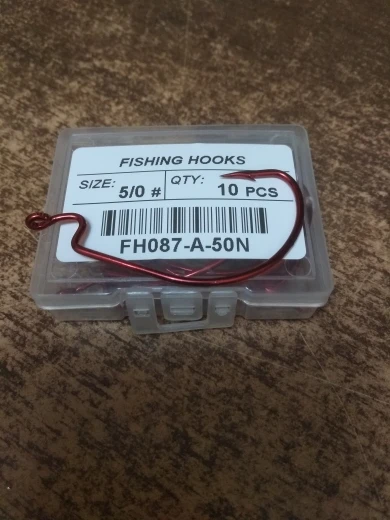 FISHING HOOKS
SIZE: 5/0 # QTY: 10 PCS
FH087-A-50N